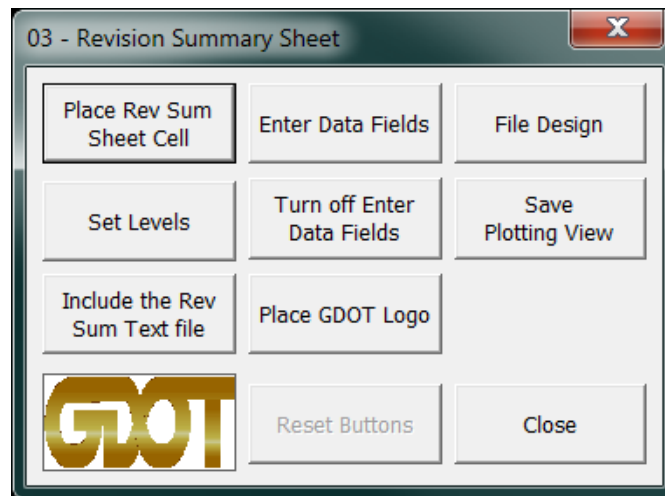 03 - Revision Summary Sheet
X
Place Rev Sum
Sheet Cell
Enter Data Fields
File Design
Set Levels
Turn off Enter
Data Fields
Save
Plotting View
Include the Rev
Sum Text file
Place GDOT Logo
GDOT
Reset Buttons
Close